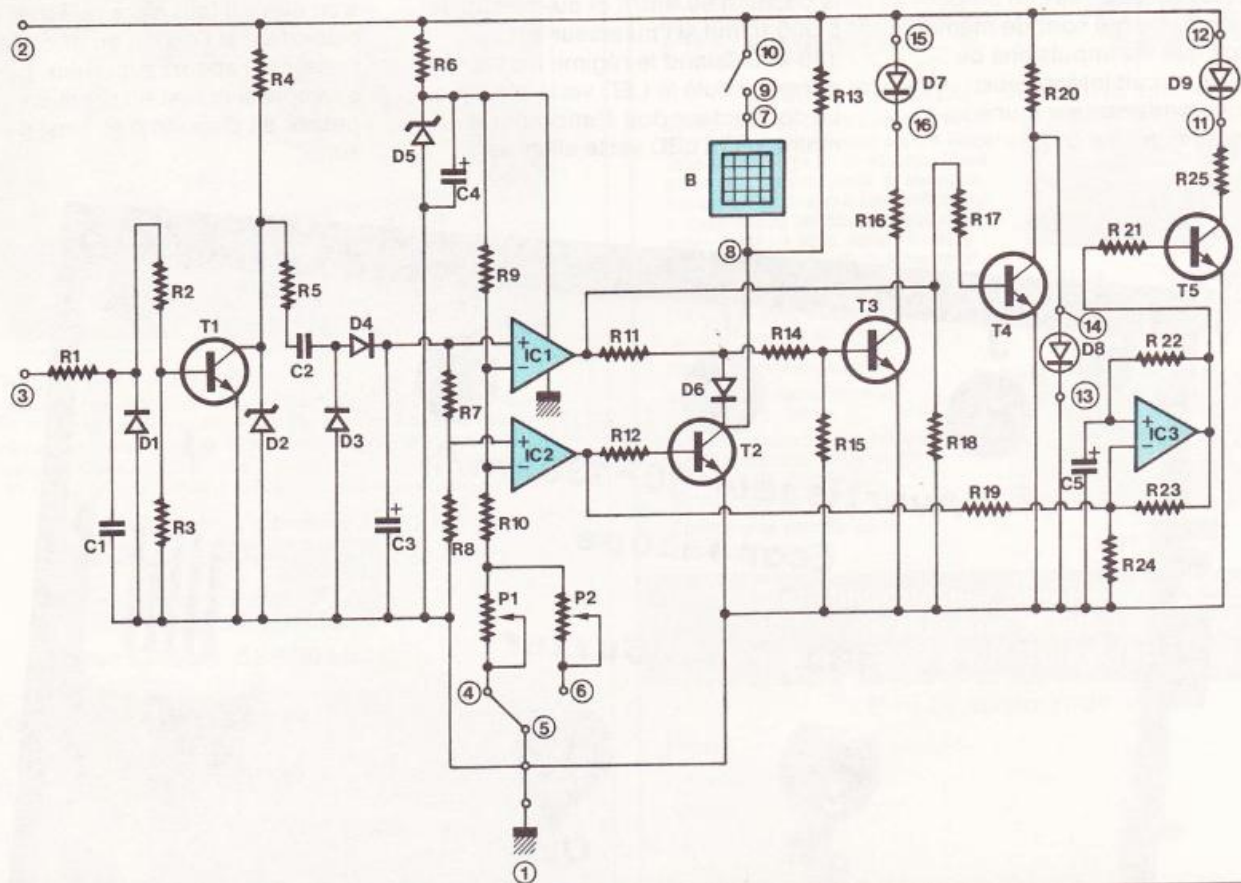 2
R4
R6
10
9
7
R13
15
D7
16
R20
12
D9
11
D5
C4
+
B
R25
R2
R5
R16
R17
R21
8
T5
R9
T1
C2
D4
+
IC1
-
R11
R14
T3
T4
14
D8
R22
R1
3
D1
D2
D3
R7
D6
13
+
IC3
-
+
IC2
-
R12
T2
R15
R18
C5
+
R3
C1
C3
+
R8
R10
R19
R23
R24
P1
P2
4
6
5
1